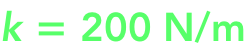 k = 200 N/m